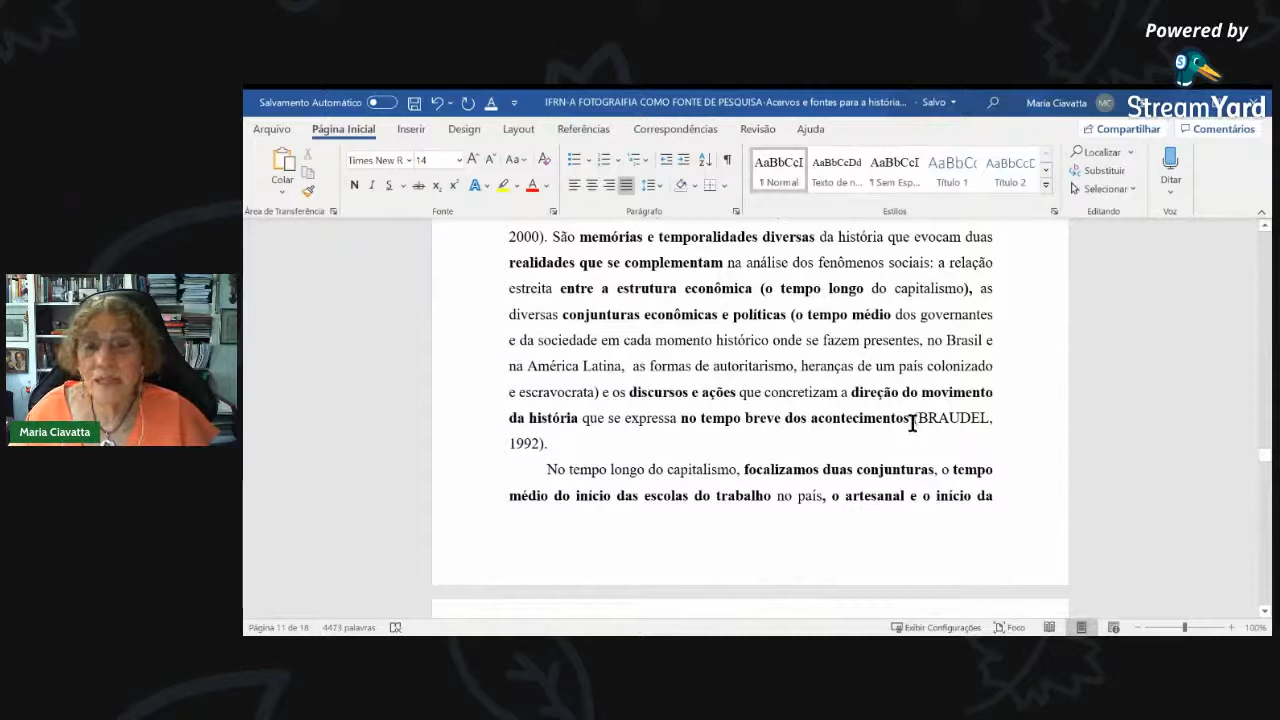 Powered by
StreamYard
Salvamento Automático
IFRN-A FOTOGRAIFIA COMO FONTE DE PESQUISA-Acervos e fontes para a história... - Salvo
Maria Ciavatta MC
Arquivo Página Inicial Inserir Design Layout Referências Correspondências Revisão Ajuda
Compartilhar Comentários
Colar
Times New R 14
Aa
N I S ab x₂ x² A A
AaBbCcI AaBbCcDd AaBbCcI AaBbCc AaBbCcD
¶ Normal Texto de n... ¶ Sem Esp... Título 1 Título 2
Localizar
Substituir
Selecionar
Ditar
Área de Transferência Fonte Parágrafo Estilos Editando Voz
2000). São memórias e temporalidades diversas da história que evocam duas
realidades que se complementam na análise dos fenômenos sociais: a relação
estreita entre a estrutura econômica (o tempo longo do capítalismo), as
diversas conjunturas econômicas e políticas (o tempo médio dos governantes
e da sociedade em cada momento histórico onde se fazem presentes, no Brasil e
na América Latina, as formas de autoritarismo, heranças de um país colonizado
e escravocrata) e os discursos e ações que concretizam a direção do movimento
da história que se expressa no tempo breve dos acontecimentos (BRAUDEL,
1992).
No tempo longo do capitalismo, focalizamos duas conjunturas, o tempo
médio do início das escolas do trabalho no país, o artesanal e o início da
Maria Ciavatta
Página 11 de 18 4473 palavras
Exibir Configurações Foco
100%